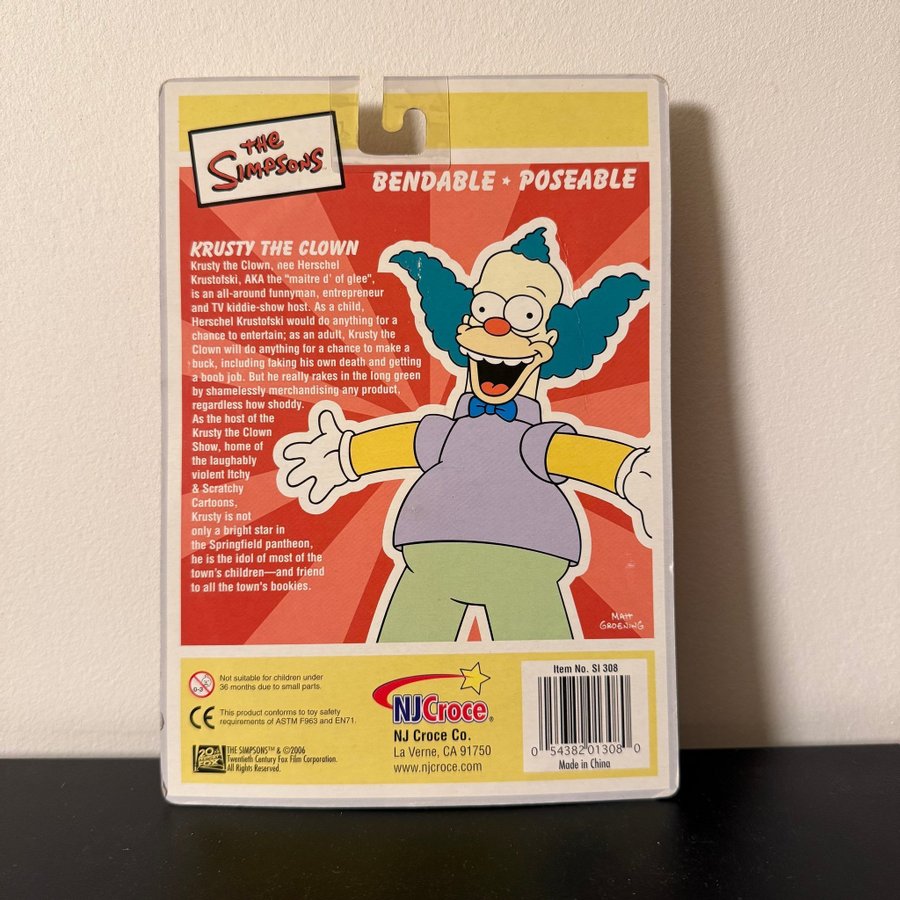 THE
SIMPSONS™
BENDABLE ★ POSEABLE
KRUSTY THE CLOWN
Krusty the Clown, nee Herschel
Krustofski, AKA the "maitre d' of glee",
is an all-around funnyman, entrepreneur
and TV kiddie-show host. As a child,
Herschel Krustofski would do anything for a
chance to entertain; as an adult, Krusty the
Clown will do anything for a chance to make a
buck, including faking his own death and getting
a boob job. But he really rakes in the long green
by shamelessly merchandising any product,
regardless how shoddy.
As the host of the
Krusty the Clown
Show, home of
the laughably
violent Itchy
& Scratchy
Cartoons,
Krusty is not
only a bright star in
the Springfield pantheon,
he is the idol of most of the
town's children—and friend
to all the town's bookies.
MATT
GROENING
0-3
Not suitable for children under
36 months due to small parts.
CE
This product conforms to toy safety
requirements of ASTM F963 and EN71.
20TH
CENTURY
FOX
THE SIMPSONS™ & ©2006
Twentieth Century Fox Film Corporation.
All Rights Reserved.
NJCroce®
NJ Croce Co.
La Verne, CA 91750
www.njcroce.com
Item No. SI 308
0 54382 01308 0
Made in China